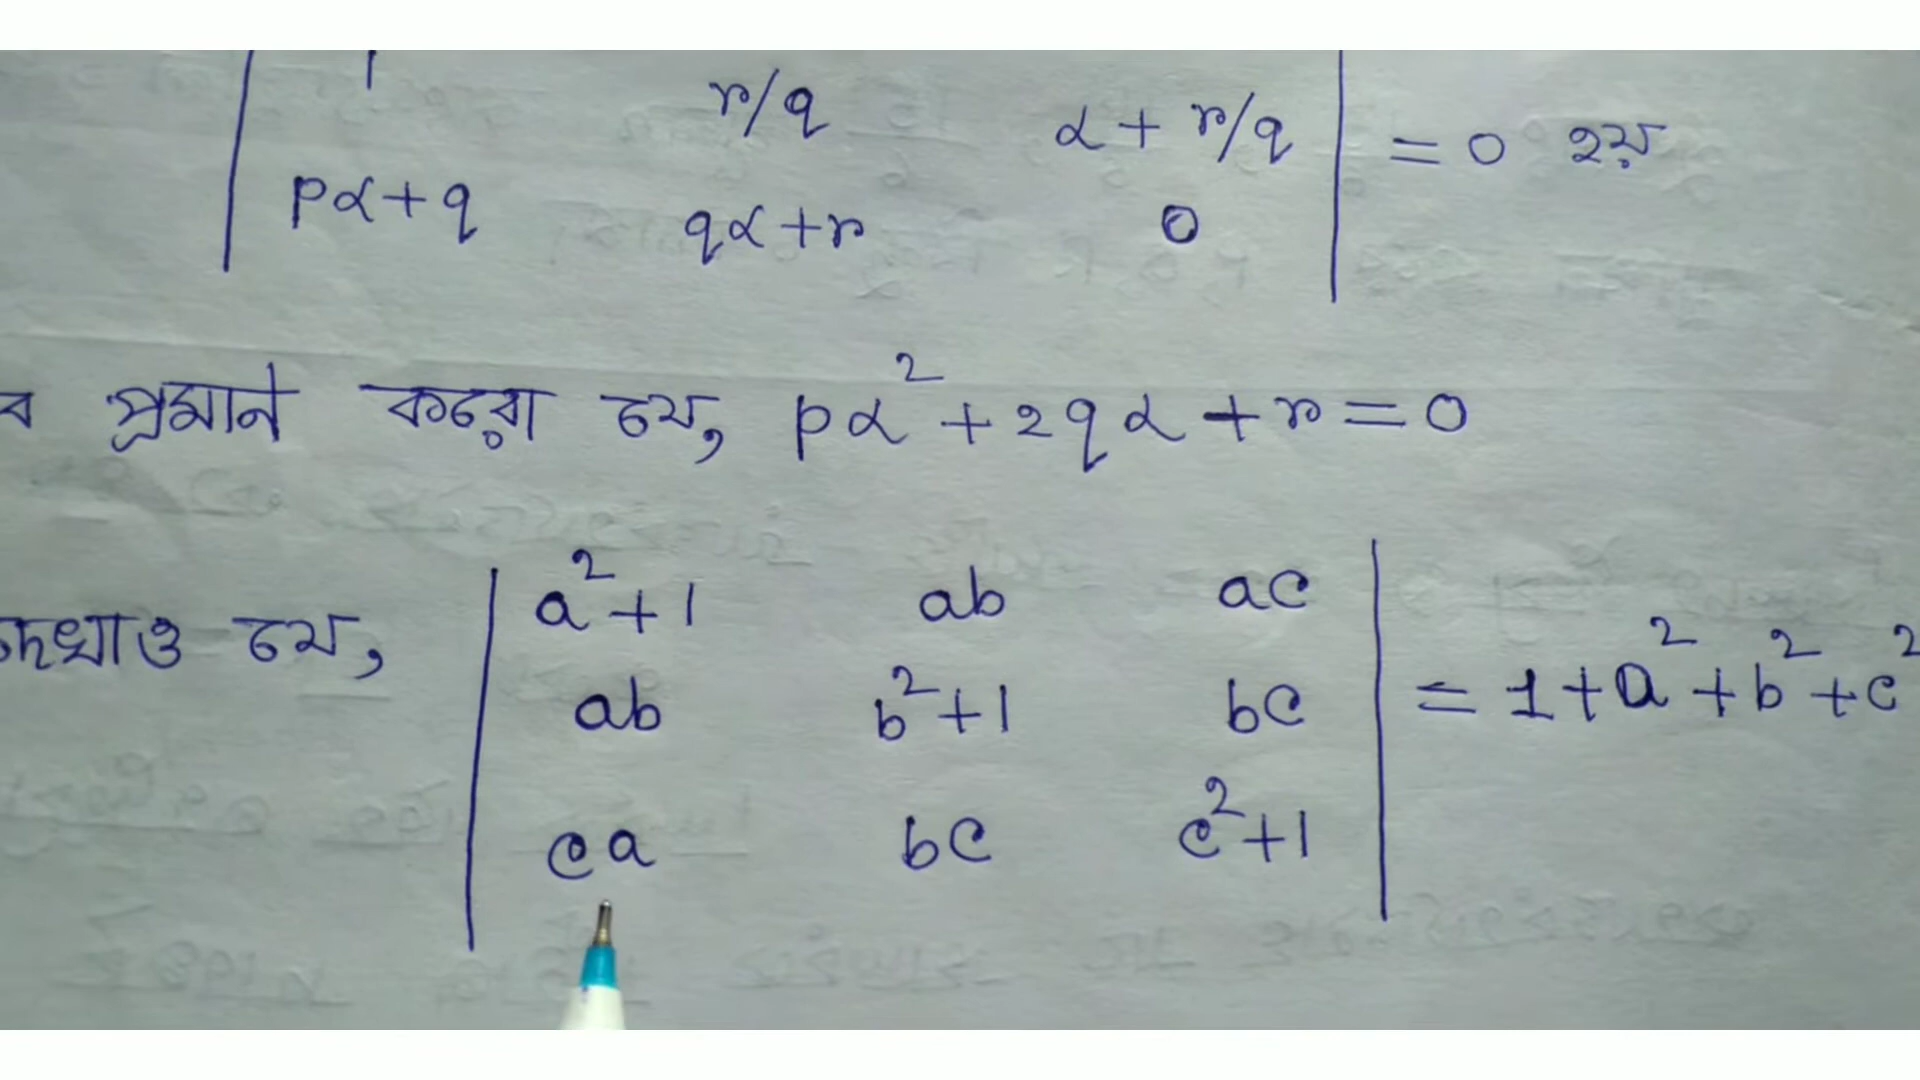 r/q α + r/q = 0 হয়
pα+q qα+r 0
প্রমান করো যে, pα² + 2qα + r = 0
দেখাও যে, a²+1 ab ac
ab b²+1 bc = 1+a²+b²+c²
ca bc c²+1